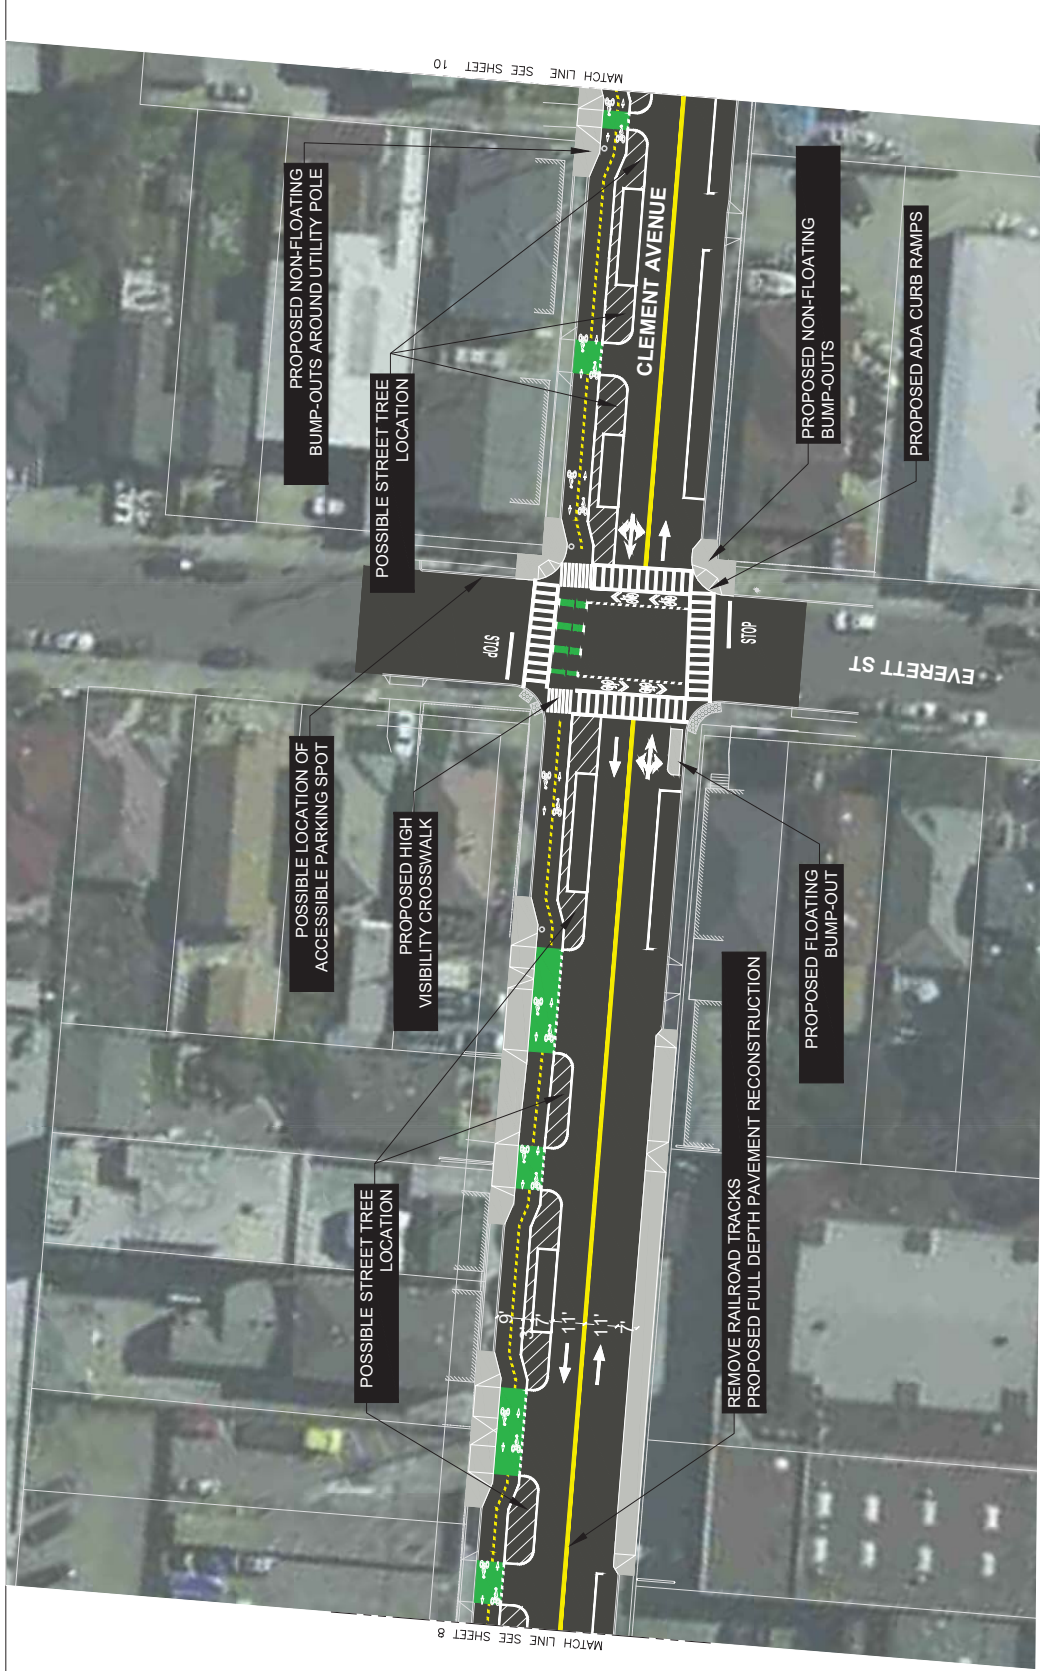 MATCH LINE SEE SHEET 10
PROPOSED NON-FLOATING
BUMP-OUTS AROUND UTILITY POLE
POSSIBLE STREET TREE
LOCATION
CLEMENT AVENUE
PROPOSED NON-FLOATING
BUMP-OUTS
PROPOSED ADA CURB RAMPS
STOP
STOP
EVERETT ST
POSSIBLE LOCATION OF
ACCESSIBLE PARKING SPOT
PROPOSED HIGH
VISIBILITY CROSSWALK
PROPOSED FLOATING
BUMP-OUT
REMOVE RAILROAD TRACKS
PROPOSED FULL DEPTH PAVEMENT RECONSTRUCTION
POSSIBLE STREET TREE
LOCATION
9'
7'
11'
11'
7'
MATCH LINE SEE SHEET 8